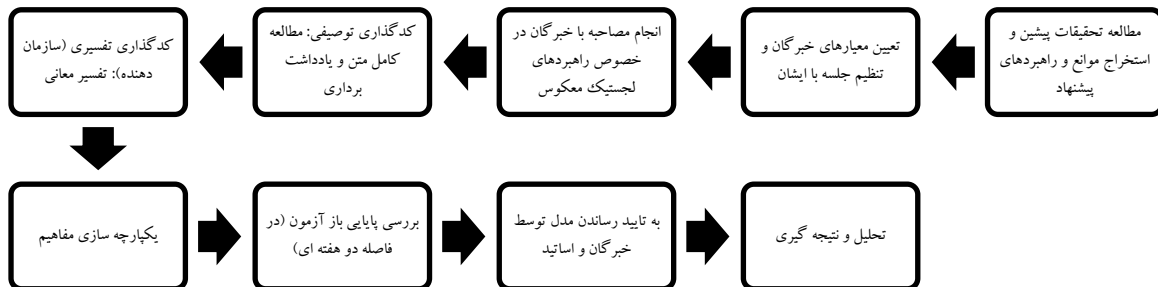 مطالعه تحقیقات پیشین و
استخراج موانع و راهبردهای
پیشنهاد
تعیین معیارهای خبرگان و
تنظیم جلسه با ایشان
انجام مصاحبه با خبرگان در
خصوص راهبردهای
لجستیک معکوس
کدگذاری توصیفی: مطالعه
کامل متن و یادداشت
برداری
کدگذاری تفسیری (سازمان
دهنده): تفسیر معانی
یکپارچه سازی مفاهیم
بررسی پایایی باز آزمون (در
فاصله دو هفته ای)
به تایید رساندن مدل توسط
خبرگان و اساتید
تحلیل و نتیجه گیری